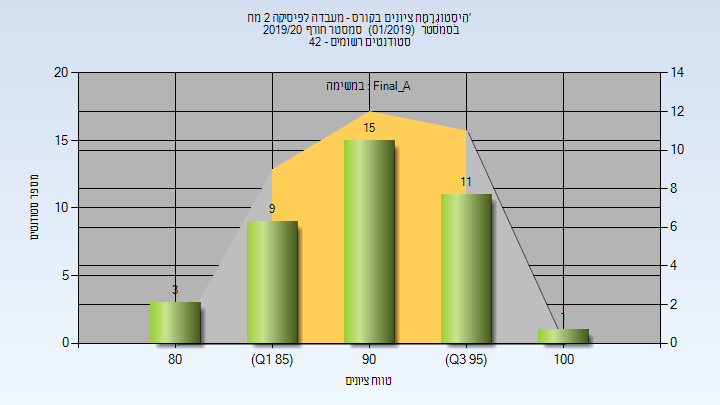 היסטוגרמת ציונים בקורס - מעבדה לפיסיקה 2 מח'
בסמסטר (01/2019) סמסטר חורף 2019/20
סטודנטים רשומים - 42
במשימה : Final_A
20
15
10
5
0
14
12
10
8
6
4
2
0
3
9
15
11
1
80
(Q1 85)
90
(Q3 95)
100
מספר סטודנטים
טווח ציונים